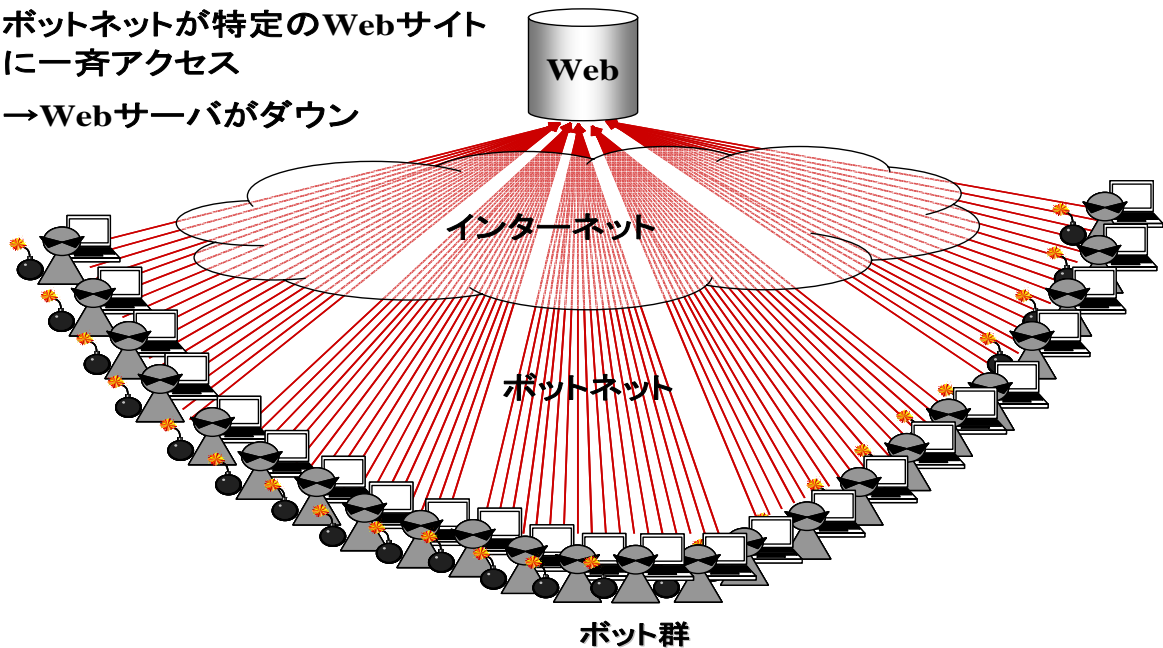 ボットネットが特定のWebサイト
に一斉アクセス
→Webサーバがダウン
Web
インターネット
ボットネット
ボット群